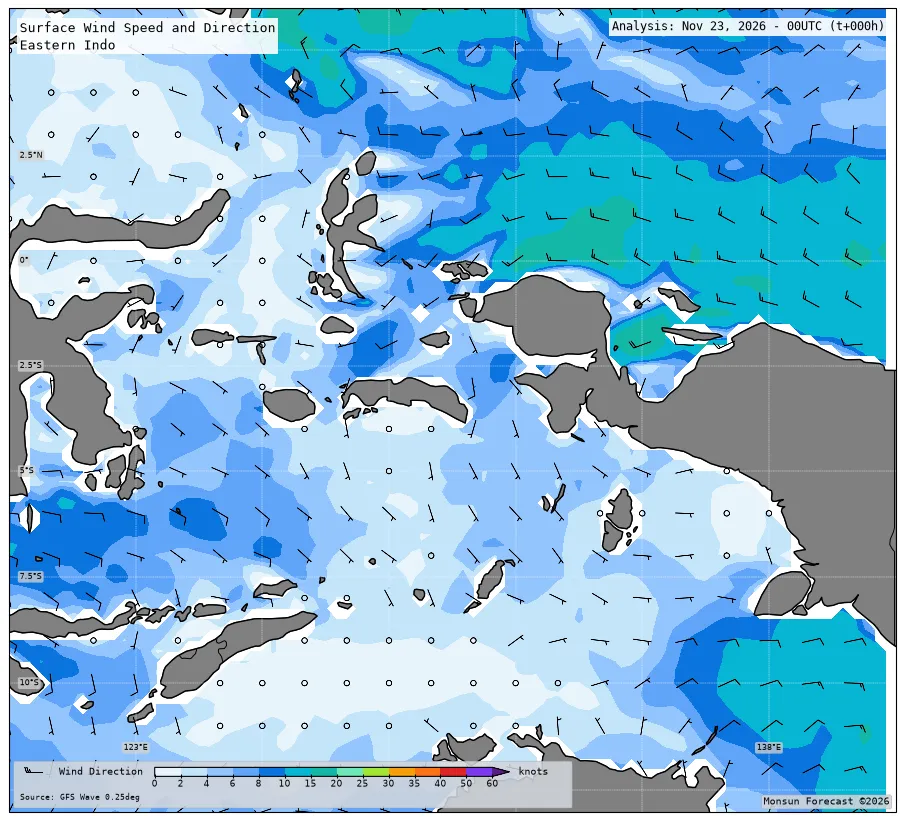 Surface Wind Speed and Direction
Eastern Indo
Analysis: Nov 23, 2026 - 00UTC (t+000h)
2.5°N
0°
2.5°S
5°S
7.5°S
10°S
123°E
138°E
Wind Direction
0 2 4 6 8 10 15 20 25 30 35 40 50 60
knots
Source: GFS Wave 0.25deg
Monsun Forecast ©2026